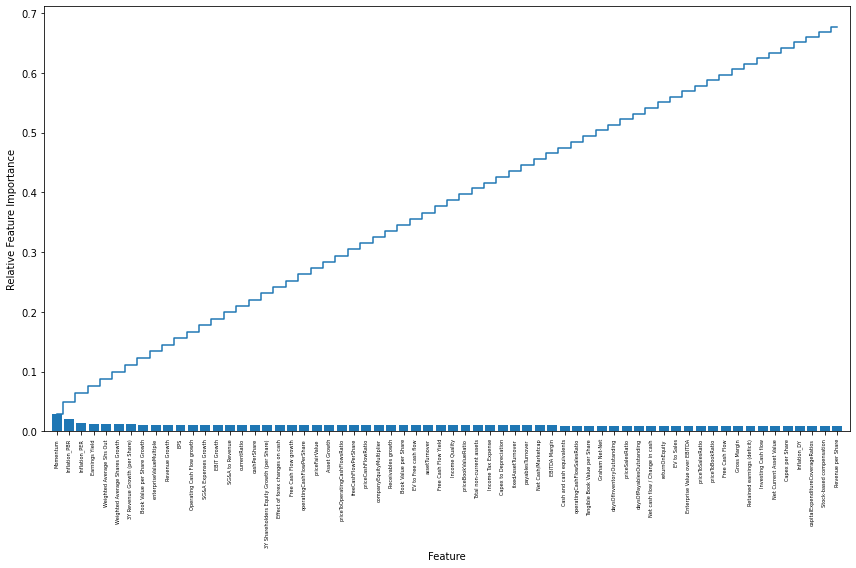 0.7
0.6
0.5
0.4
0.3
0.2
0.1
0.0
Relative Feature Importance
Momentum
Inflation_PBR
Inflation_PER
Earnings Yield
Weighted Average Shs Out
Weighted Average Shares Growth
3Y Revenue Growth (per Share)
Book Value per Share Growth
enterpriseValueMultiple
Revenue Growth
EPS
Operating Cash Flow growth
SG&A Expenses Growth
EBIT Growth
SG&A to Revenue
currentRatio
cashPerShare
3Y Shareholders Equity Growth (per Share)
Effect of forex changes on cash
Free Cash Flow growth
operatingCashFlowPerShare
priceFairValue
Asset Growth
priceToOperatingCashFlowsRatio
freeCashFlowPerShare
priceCashFlowRatio
companyEquityMultiplier
Receivables growth
Book Value per Share
EV to Free cash flow
assetTurnover
Free Cash Flow Yield
Income Quality
priceBookValueRatio
Total non-current assets
Income Tax Expense
Capex to Depreciation
fixedAssetTurnover
payablesTurnover
Net Cash/Marketcap
EBITDA Margin
Cash and cash equivalents
operatingCashFlowSalesRatio
Tangible Book Value per Share
Graham Net-Net
daysOfInventoryOutstanding
priceSalesRatio
daysOfPayablesOutstanding
Net cash flow / Change in cash
returnOnEquity
EV to Sales
Enterprise Value over EBITDA
priceToSalesRatio
priceToBookRatio
Free Cash Flow
Gross Margin
Retained earnings (deficit)
Investing Cash flow
Net Current Asset Value
Capex per Share
Inflation_DY
capitalExpenditureCoverageRatios
Stock-based compensation
Revenue per Share
Feature